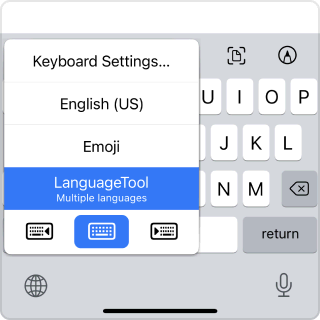 Keyboard Settings...
English (US)
Emoji
LanguageTool
Multiple languages
U I O P
J K L
N M
return